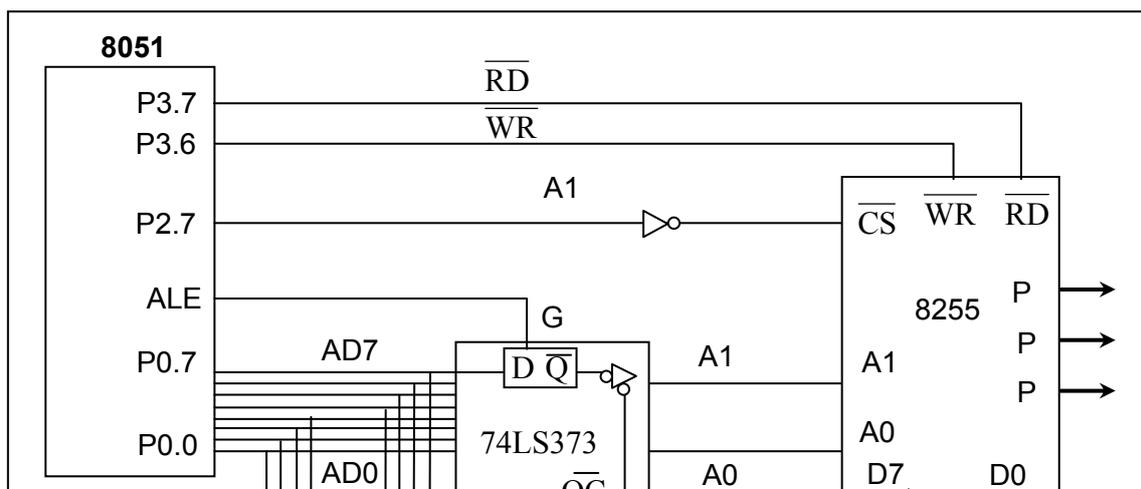 8051
RD
P3.7
WR
P3.6
A1
P2.7
CS WR RD
ALE
P
8255
G
P
AD7
A1
P0.7
A1
D Q
P
P0.0
74LS373
A0
AD0
A0
D7 D0
OC